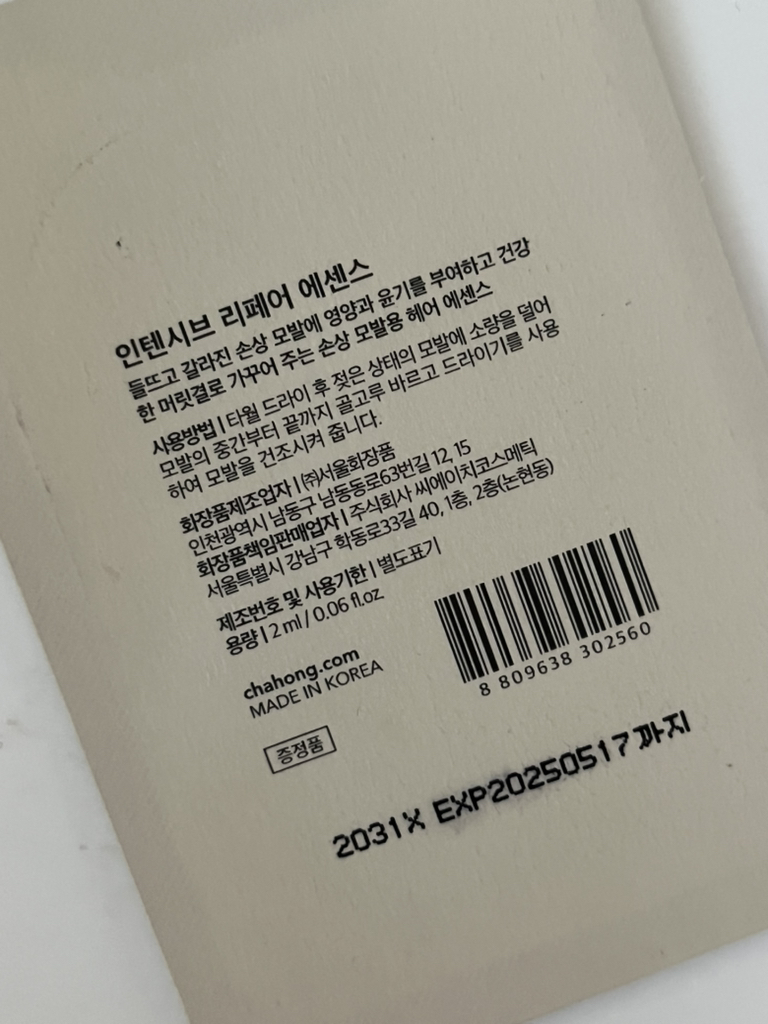 인텐시브 리페어 에센스
들뜨고 갈라진 손상 모발에 영양과 윤기를 부여하고 건강
한 머릿결로 가꾸어 주는 손상 모발용 헤어 에센스
사용방법 | 타월 드라이 후 젖은 상태의 모발에 소량을 덜어
모발의 중간부터 끝까지 골고루 바르고 드라이기를 사용
하여 모발을 건조시켜 줍니다.
화장품제조업자 | ㈜서울화장품
인천광역시 남동구 남동동로63번길 12, 15
화장품책임판매업자 | 주식회사 씨에이치코스메틱
서울특별시 강남구 학동로33길 40, 1층, 2층(논현동)
제조번호 및 사용기한 | 별도표기
용량 | 2 ml / 0.06 fl.oz.
chahong.com
MADE IN KOREA
8 809638 302560
증정품
2031X EXP20250517까지